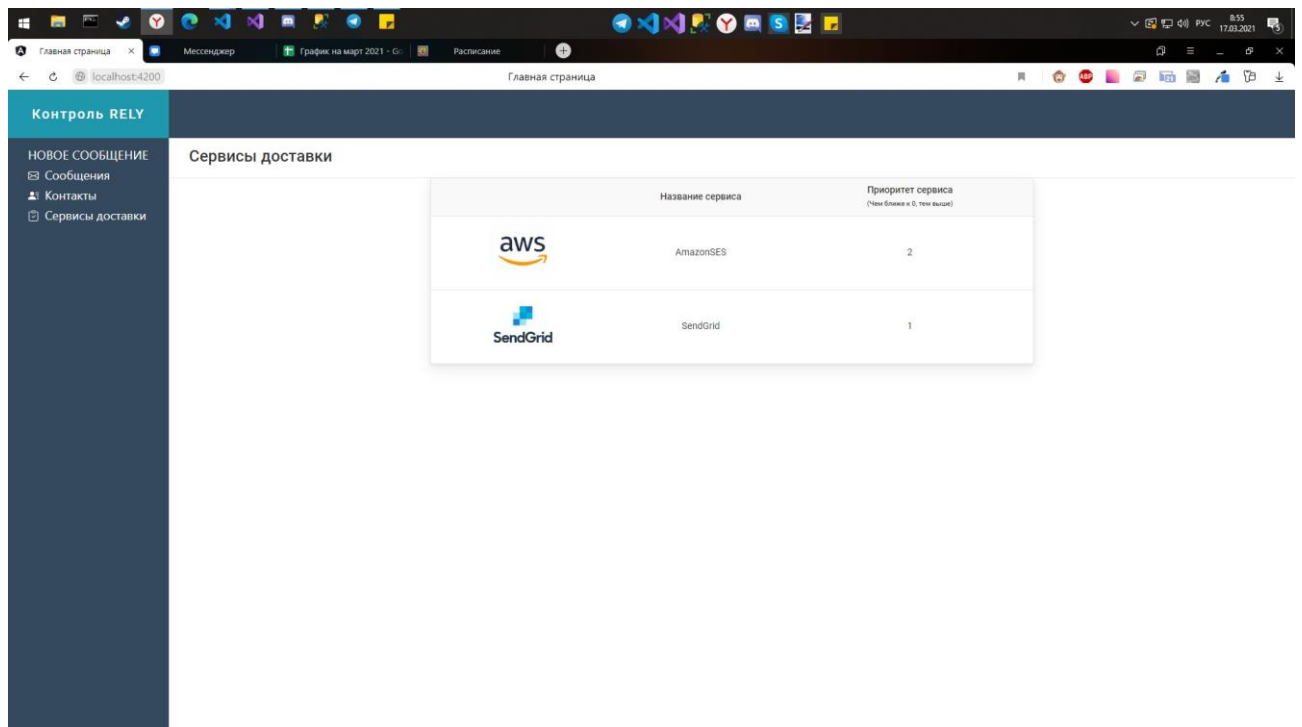 8:55
РУС
17.03.2021
Главная страница
Мессенджер
График на март 2021 - Go
Расписание
localhost:4200
Главная страница
ABP
Контроль RELY
НОВОЕ СООБЩЕНИЕ
Сообщения
Контакты
Сервисы доставки
Сервисы доставки
Название сервиса
Приоритет сервиса
(Чем ближе к 0, тем выше)
aws
AmazonSES
2
SendGrid
SendGrid
1